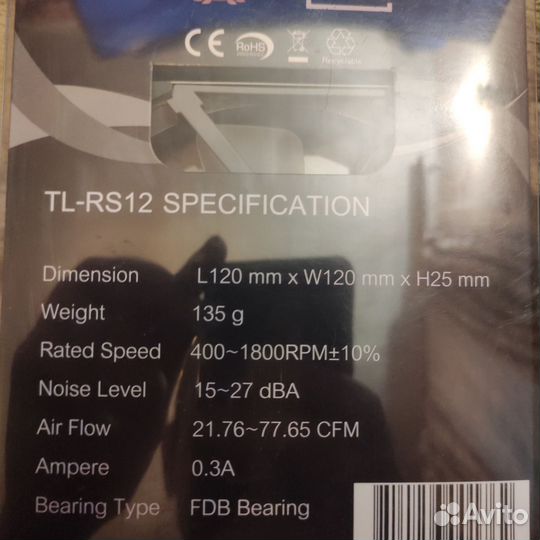 CE RoHS
Recyclable
TL-RS12 SPECIFICATION
Dimension L120 mm x W120 mm x H25 mm
Weight 135 g
Rated Speed 400~1800RPM±10%
Noise Level 15~27 dBA
Air Flow 21.76~77.65 CFM
Ampere 0.3A
Bearing Type FDB Bearing
Avito